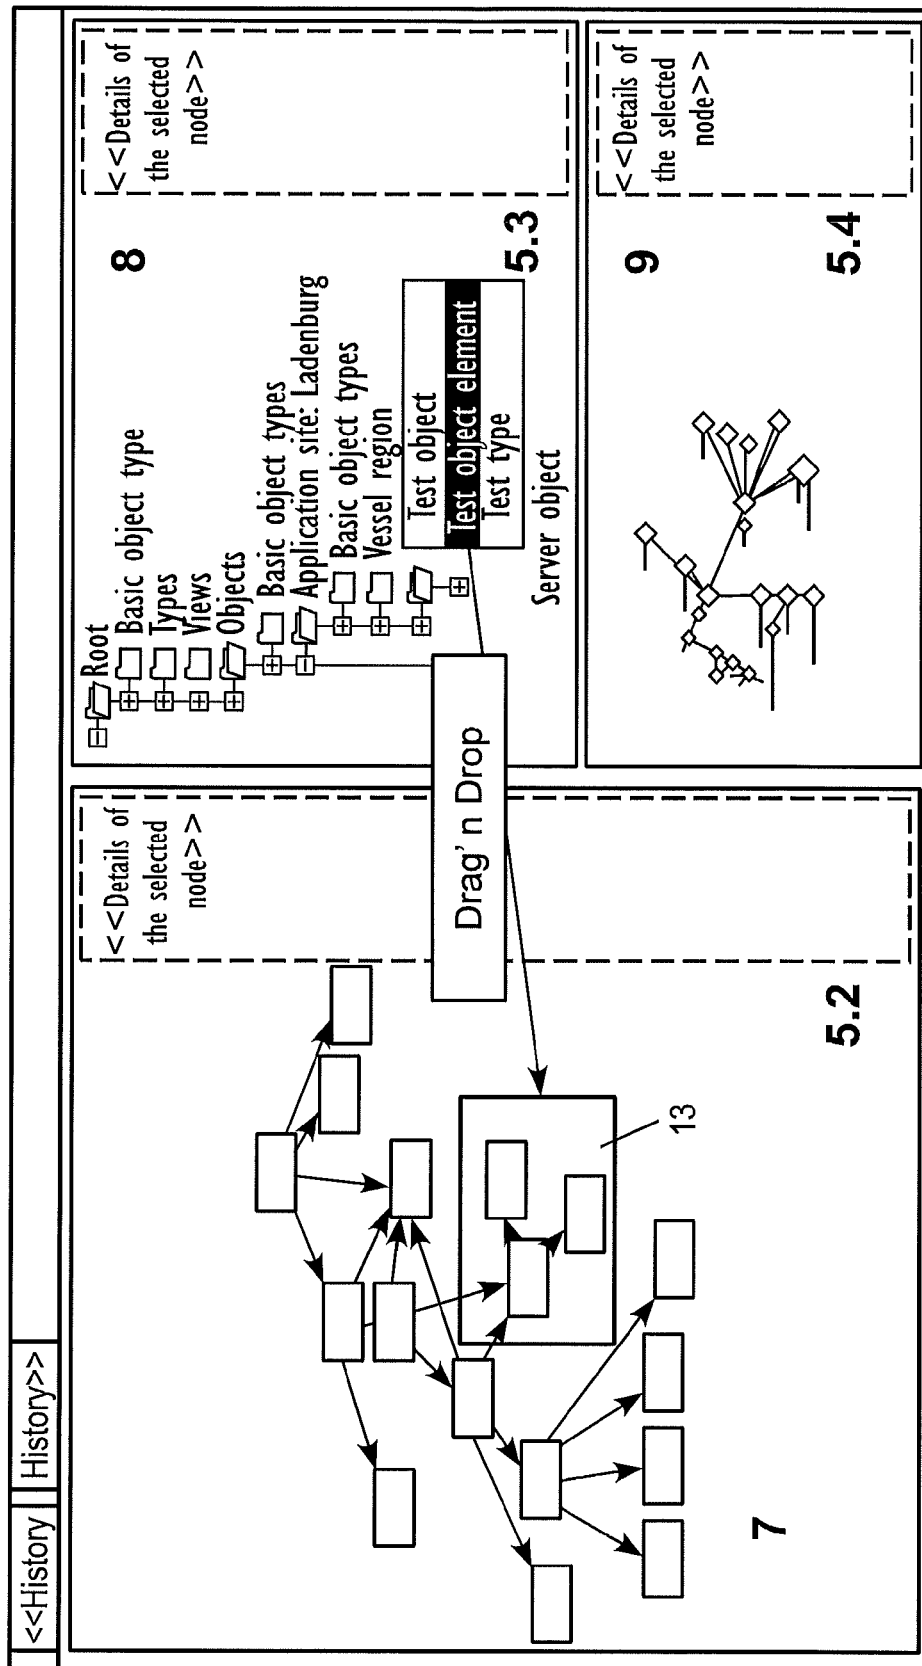 <<History
History>>
<<Details of
the selected
node>>
5.2
7
13
Drag' n Drop
Root
Basic object type
Types
Views
Objects
Basic object types
Application site: Ladenburg
Basic object types
Vessel region
Test object
Test object element
Test type
Server object
8
5.3
<<Details of
the selected
node>>
9
5.4
<<Details of
the selected
node>>